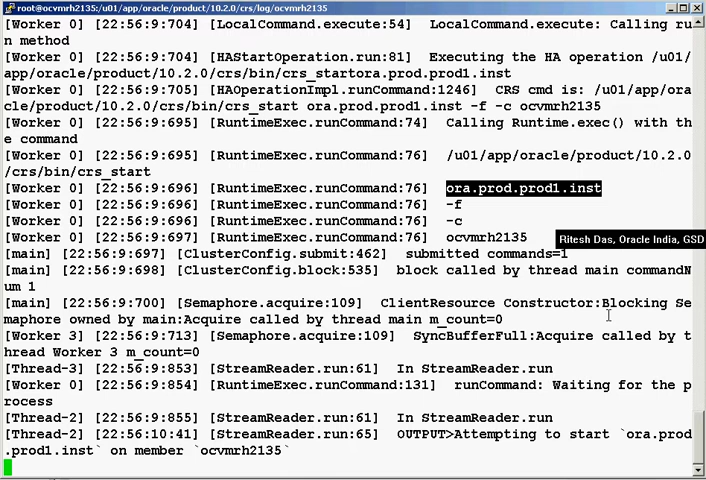 root@ocvmrh2135:/u01/app/oracle/product/10.2.0/crs/log/ocvmrh2135
[Worker 0] [22:56:9:704] [LocalCommand.execute:54]  LocalCommand.execute: Calling ru
n method
[Worker 0] [22:56:9:704] [HAStartOperation.run:81]  Executing the HA operation /u01/
app/oracle/product/10.2.0/crs/bin/crs_startora.prod.prod1.inst
[Worker 0] [22:56:9:705] [HAOperationImpl.runCommand:1246]  CRS cmd is: /u01/app/ora
cle/product/10.2.0/crs/bin/crs_start ora.prod.prod1.inst -f -c ocvmrh2135
[Worker 0] [22:56:9:695] [RuntimeExec.runCommand:74]  Calling Runtime.exec() with th
e command
[Worker 0] [22:56:9:695] [RuntimeExec.runCommand:76]  /u01/app/oracle/product/10.2.0
/crs/bin/crs_start
[Worker 0] [22:56:9:696] [RuntimeExec.runCommand:76]  ora.prod.prod1.inst
[Worker 0] [22:56:9:696] [RuntimeExec.runCommand:76]  -f
[Worker 0] [22:56:9:696] [RuntimeExec.runCommand:76]  -c
[Worker 0] [22:56:9:697] [RuntimeExec.runCommand:76]  ocvmrh2135
Ritesh Das, Oracle India, GSD
[main] [22:56:9:697] [ClusterConfig.submit:462]  submitted commands=1
[main] [22:56:9:698] [ClusterConfig.block:535]  block called by thread main commandN
um 1
[main] [22:56:9:700] [Semaphore.acquire:109]  ClientResource Constructor:Blocking Se
maphore owned by main:Acquire called by thread main m_count=0
[Worker 3] [22:56:9:713] [Semaphore.acquire:109]  SyncBufferFull:Acquire called by t
hread Worker 3 m_count=0
[Thread-3] [22:56:9:853] [StreamReader.run:61]  In StreamReader.run
[Worker 0] [22:56:9:854] [RuntimeExec.runCommand:131]  runCommand: Waiting for the p
rocess
[Thread-2] [22:56:9:855] [StreamReader.run:61]  In StreamReader.run
[Thread-2] [22:56:10:41] [StreamReader.run:65]  OUTPUT>Attempting to start `ora.prod
.prod1.inst` on member `ocvmrh2135`